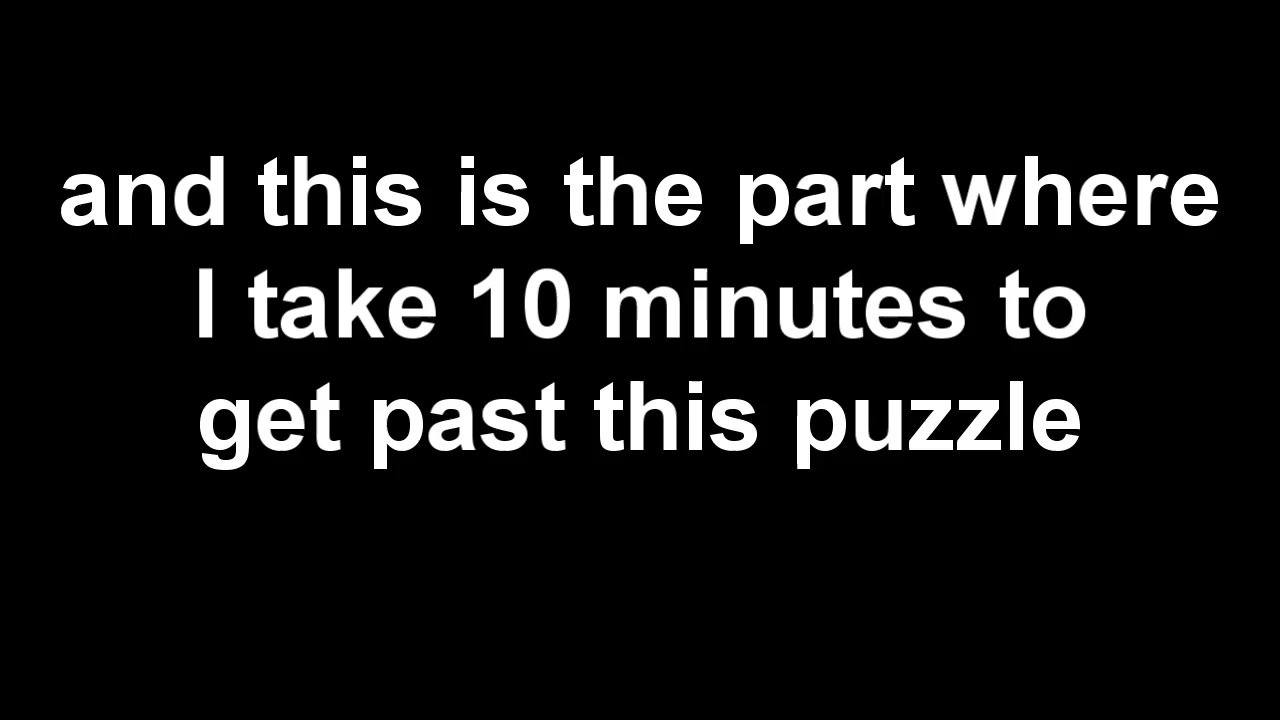 and this is the part where
I take 10 minutes to
get past this puzzle